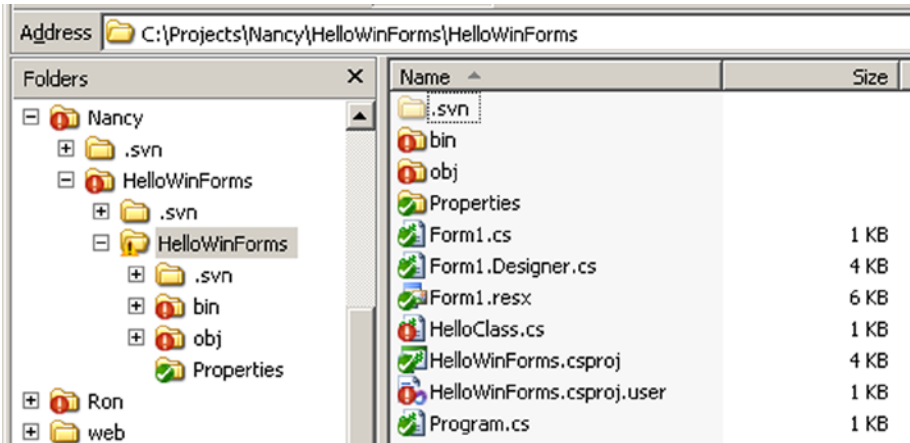 Address C:\Projects\Nancy\HelloWinForms\HelloWinForms
Folders
Nancy
.svn
HelloWinForms
.svn
HelloWinForms
.svn
bin
obj
Properties
Ron
web
Name Size
.svn
bin
obj
Properties
Form1.cs 1 KB
Form1.Designer.cs 4 KB
Form1.resx 6 KB
HelloClass.cs 1 KB
HelloWinForms.csproj 4 KB
HelloWinForms.csproj.user 1 KB
Program.cs 1 KB